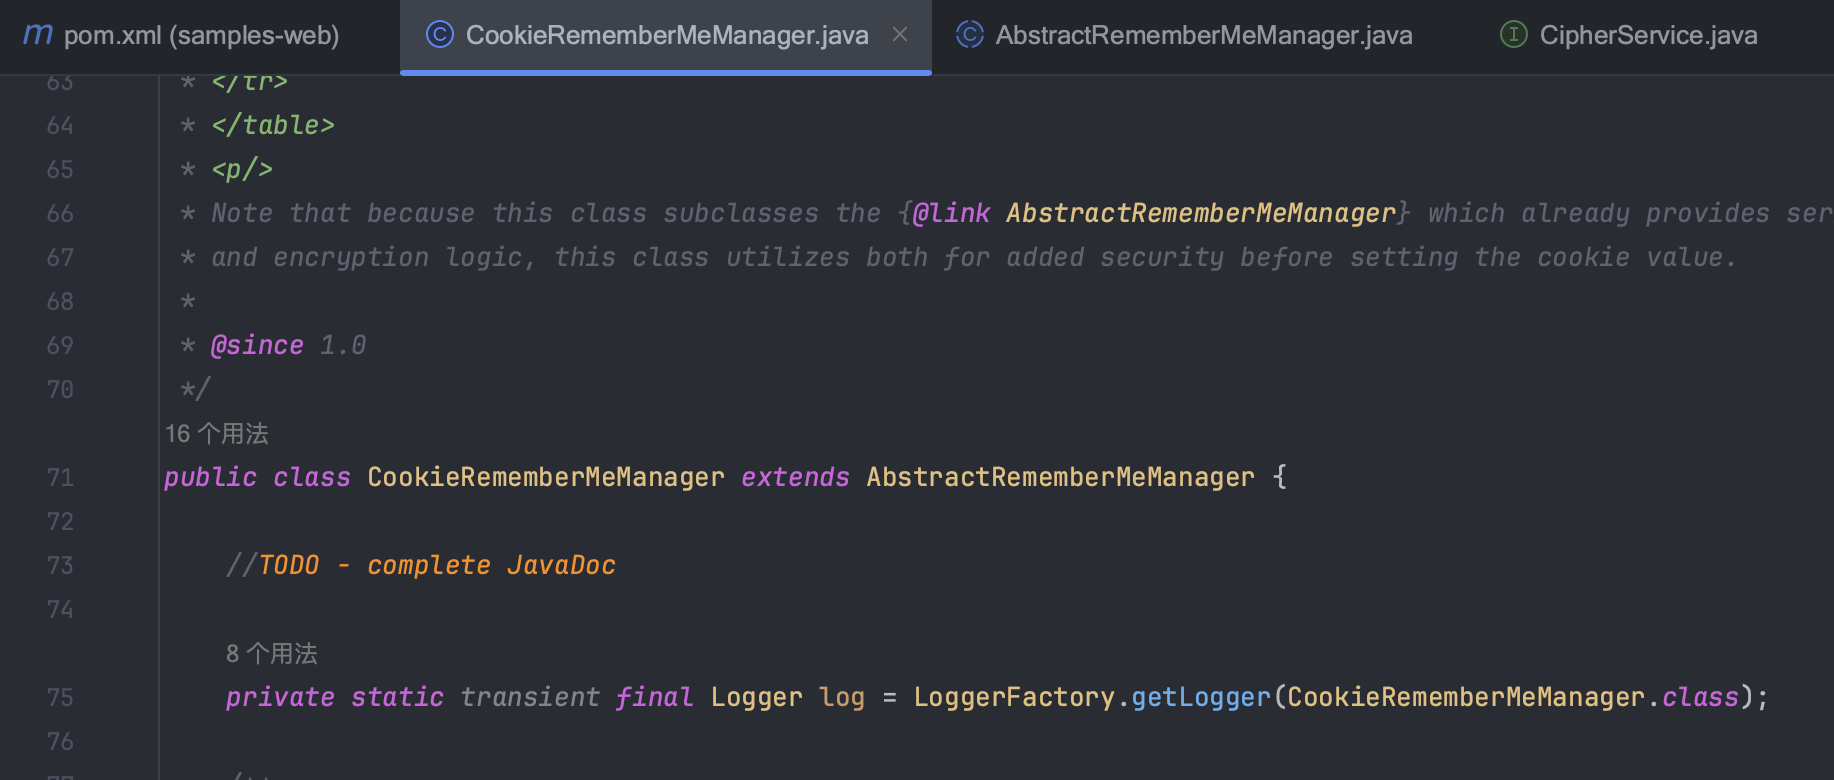 m pom.xml (samples-web) CookieRememberMeManager.java AbstractRememberMeManager.java CipherService.java
63 * </tr>
64 * </table>
65 * <p/>
66 * Note that because this class subclasses the {@link AbstractRememberMeManager} which already provides ser
67 * and encryption logic, this class utilizes both for added security before setting the cookie value.
68 *
69 * @since 1.0
70 */
16 个用法
71 public class CookieRememberMeManager extends AbstractRememberMeManager {
72
73 //TODO - complete JavaDoc
74
8 个用法
75 private static transient final Logger log = LoggerFactory.getLogger(CookieRememberMeManager.class);
76